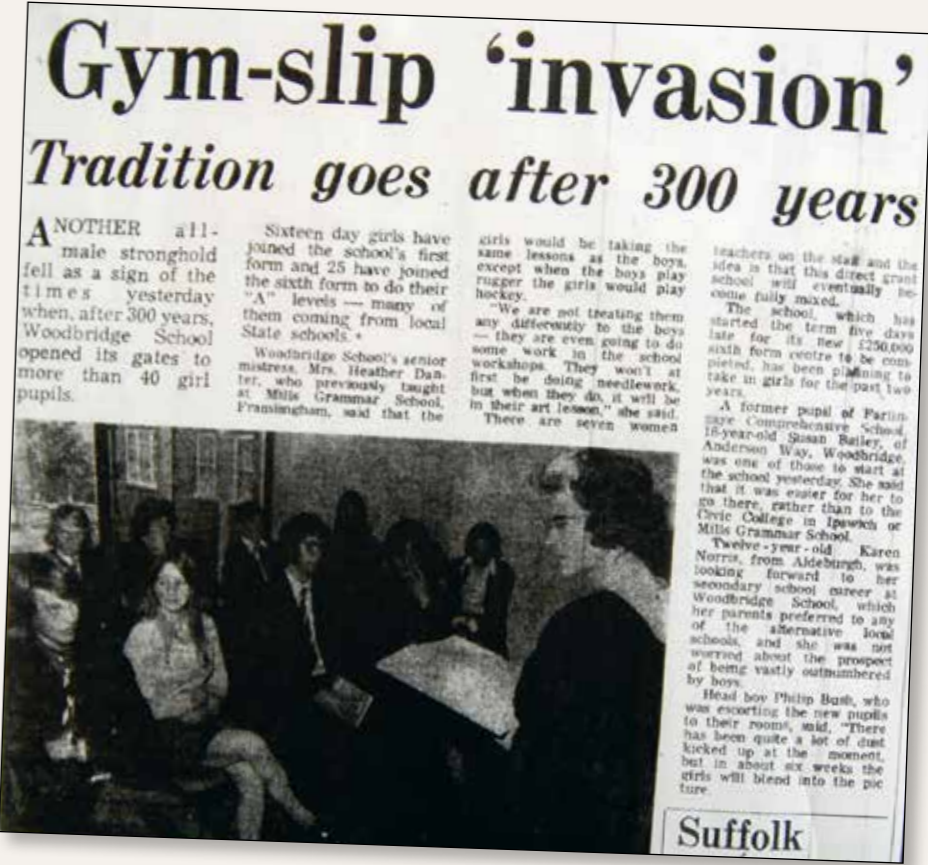 Gym-slip ‘invasion’
Tradition goes after 300 years
ANOTHER all-
male stronghold
fell as a sign of the
times yesterday
when, after 300 years,
Woodbridge School
opened its gates to
more than 40 girl
pupils.
Sixteen day girls have
joined the school's first
form and 25 have joined
the sixth form to do their
"A" levels — many of
them coming from local
State schools.
Woodbridge School's senior
mistress, Mrs. Heather Dan-
ter, who previously taught
at Mills Grammar School,
Framlingham, said that the
girls would be taking the
same lessons as the boys,
except when the boys play
rugger the girls would play
hockey.
"We are not treating them
any differently to the boys
— they are even going to do
some work in the school
workshops. They won't at
first be doing needlework,
but when they do, it will be
in their art lesson," she said.
There are seven women
teachers on the staff and the
idea is that this direct grant
school will eventually be-
come fully mixed.
The school, which has
started the term five days
late for its new £250,000
sixth form centre to be com-
pleted, has been planning to
take in girls for the past two
years.
A former pupil of Farlin-
gaye Comprehensive School,
16-year-old Susan Bailey, of
Anderson Way, Woodbridge,
was one of those to start at
the school yesterday. She said
that it was easier for her to
go there, rather than to the
Civic College in Ipswich or
Mills Grammar School.
Twelve-year-old Karen
Norris, from Aldeburgh, was
looking forward to her
secondary school career at
Woodbridge School, which
her parents preferred to any
of the alternative local
schools, and she was not
worried about the prospect
of being vastly outnumbered
by boys.
Head boy Philip Bush, who
was escorting the new pupils
to their rooms, said, "There
has been quite a lot of dust
kicked up at the moment,
but in about six weeks the
girls will blend into the pic
ture.
Suffolk